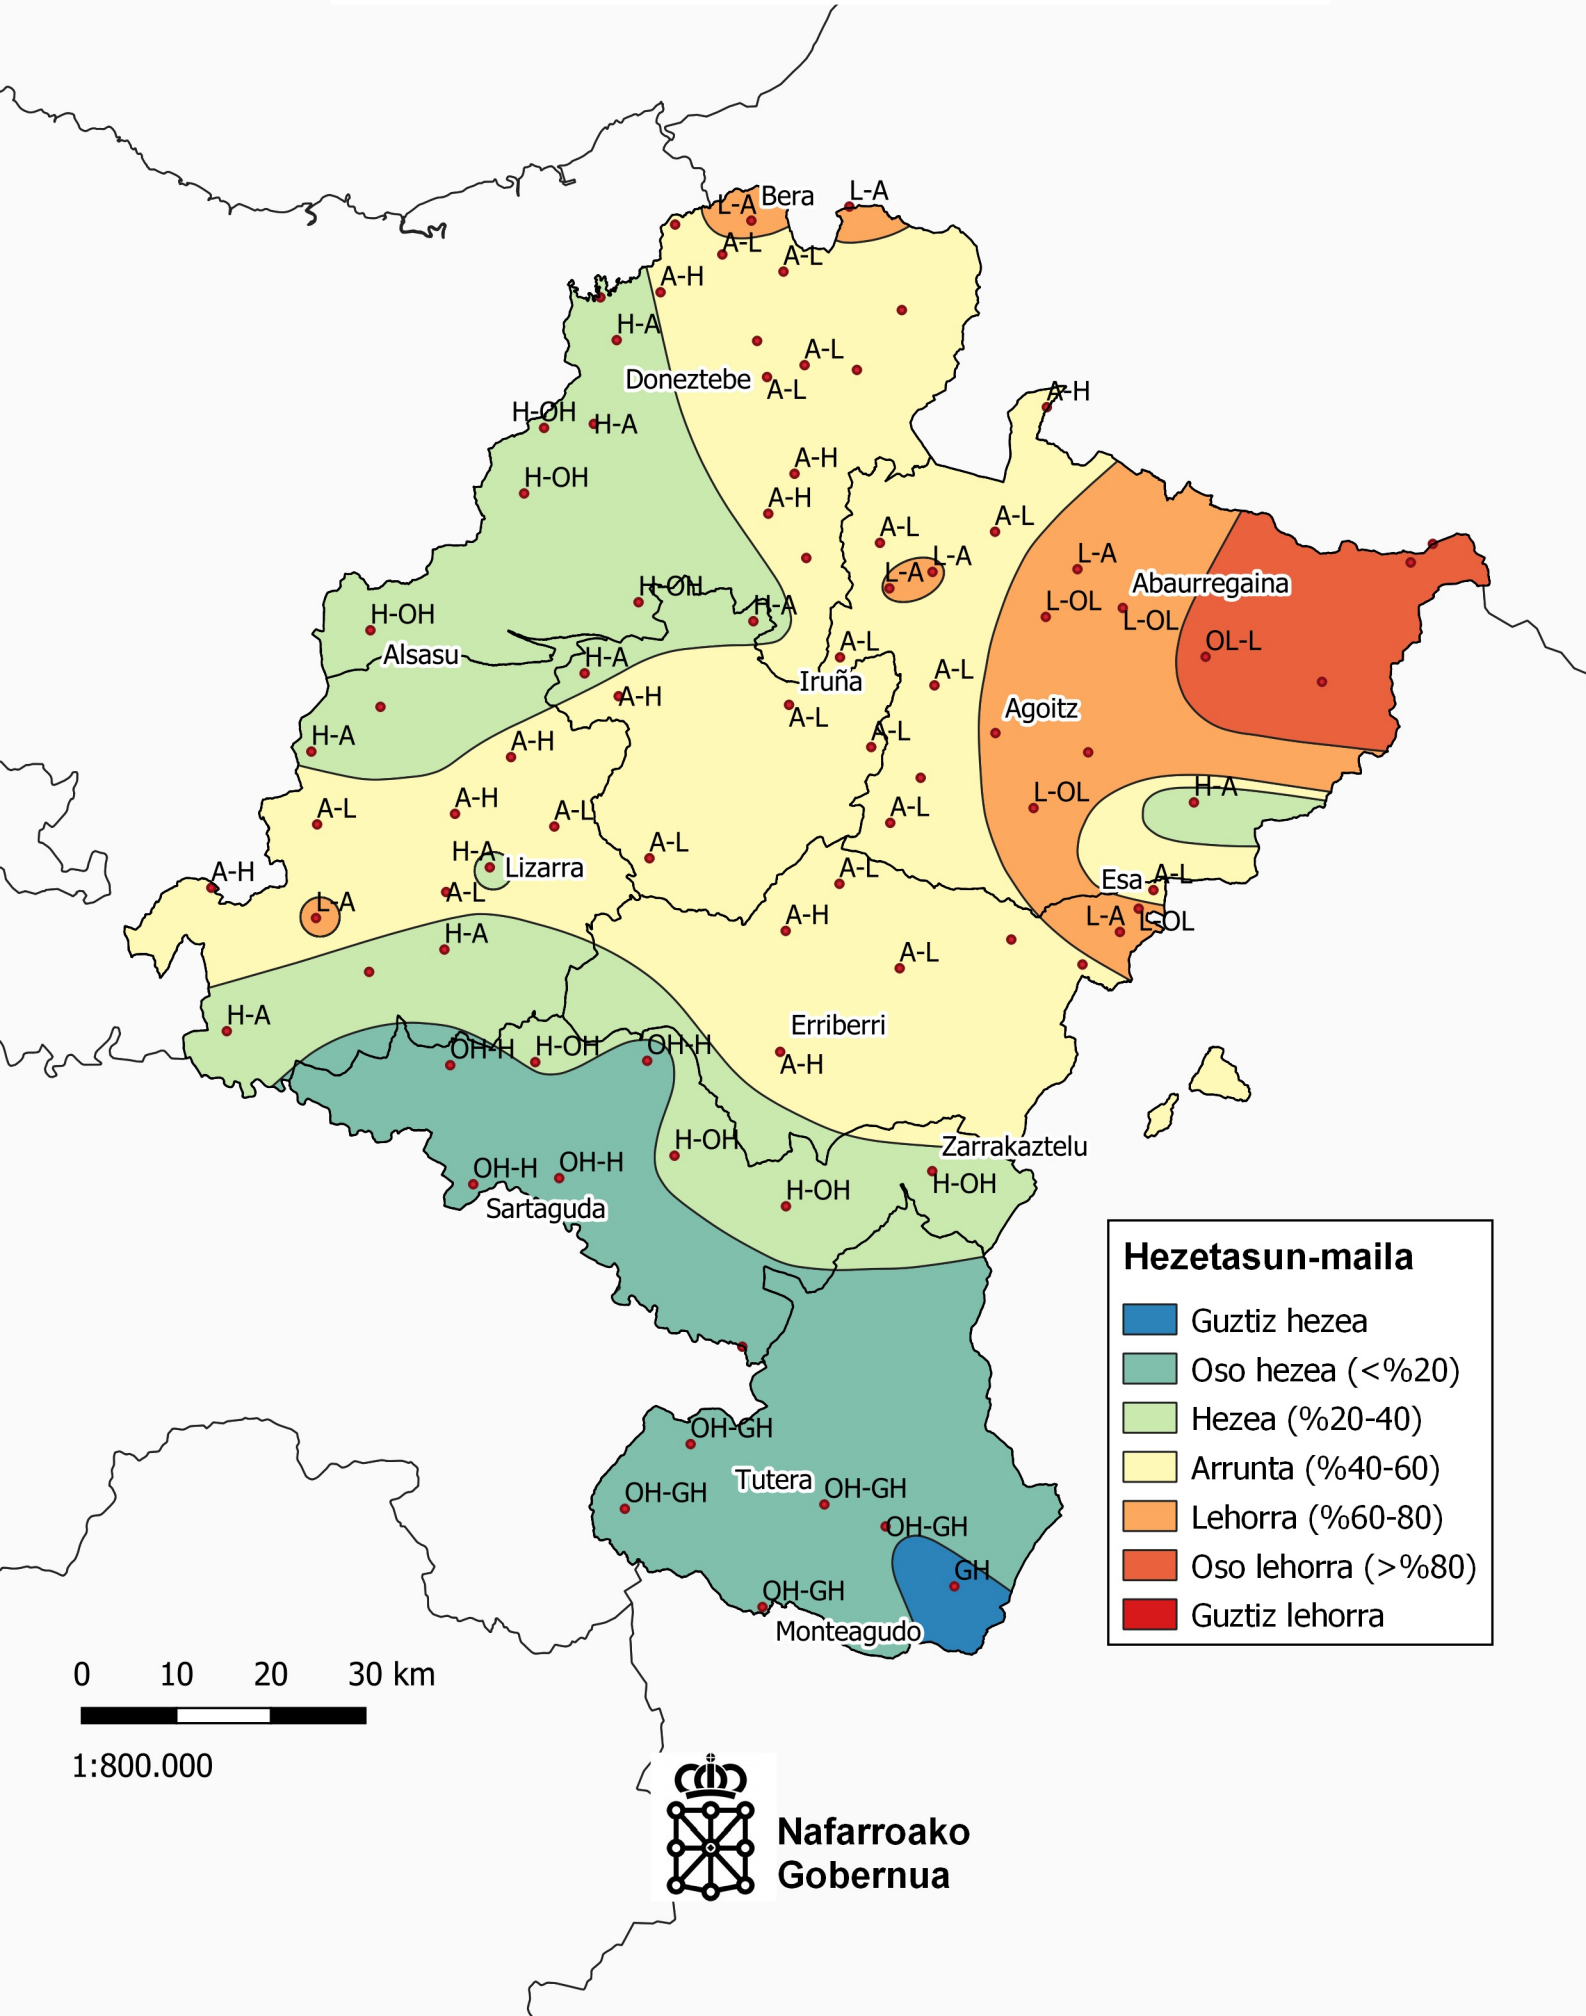 L-A
Bera
L-A
A-L
A-L
A-H
H-A
A-L
Doneztebe
A-L
A-H
H-OH
H-A
A-H
H-OH
A-H
A-L
A-L
L-A
L-A
L-A
Abaurregaina
H-OH
H-A
L-OL
L-OL
H-OH
OL-L
Alsasu
H-A
A-L
A-L
Iruña
A-H
A-L
Agoitz
H-A
A-H
A-L
H-A
L-OL
A-L
A-H
A-L
A-L
A-L
H-A
Lizarra
A-H
A-L
Esa
A-L
A-L
L-A
A-H
L-A
L-OL
H-A
A-L
H-A
Erriberri
OH-H
H-OH
OH-H
A-H
H-OH
Zarrakaztelu
OH-H
OH-H
H-OH
H-OH
Sartaguda
Hezetasun-maila
Guztiz hezea
Oso hezea (<%20)
Hezea (%20-40)
Arrunta (%40-60)
Lehorra (%60-80)
Oso lehorra (>%80)
Guztiz lehorra
OH-GH
Tutera
OH-GH
OH-GH
OH-GH
GH
OH-GH
Monteagudo
0 10 20 30 km
1:800.000
Nafarroako
Gobernua